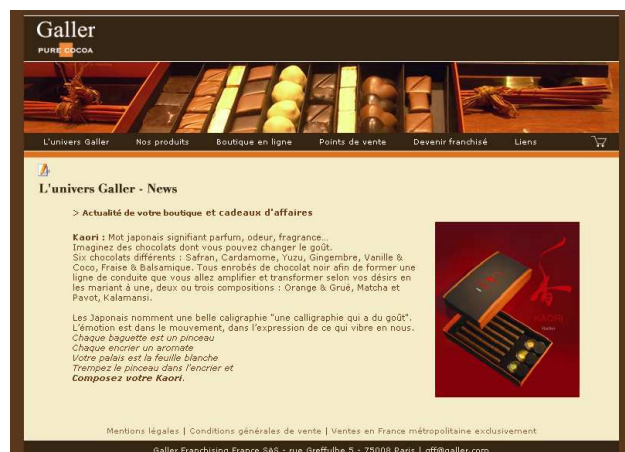 Galler
PURE COCOA
L'univers Galler Nos produits Boutique en ligne Points de vente Devenir franchisé Liens
L'univers Galler - News
> Actualité de votre boutique et cadeaux d'affaires
Kaori : Mot japonais signifiant parfum, odeur, fragrance...
Imaginez des chocolats dont vous pouvez changer le goût.
Six chocolats différents : Safran, Cardamome, Yuzu, Gingembre, Vanille &
Coco, Fraise & Balsamique. Tous enrobés de chocolat noir afin de former une
ligne de conduite que vous allez amplifier et transformer selon vos désirs en
les mariant à une, deux ou trois compositions : Orange & Grué, Matcha et
Pavot, Kalamansi.
Les Japonais nomment une belle caligraphie "une calligraphie qui a du goût".
L'émotion est dans le mouvement, dans l'expression de ce qui vibre en nous.
Chaque baguette est un pinceau
Chaque encrier un aromate
Votre palais est la feuille blanche
Trempez le pinceau dans l'encrier et
Composez votre Kaori.
香
KAORI
Galler
Mentions légales | Conditions générales de vente | Ventes en France métropolitaine exclusivement
Galler Franchising France SAS - rue Greffulhe 5 - 75008 Paris | gff@galler.com